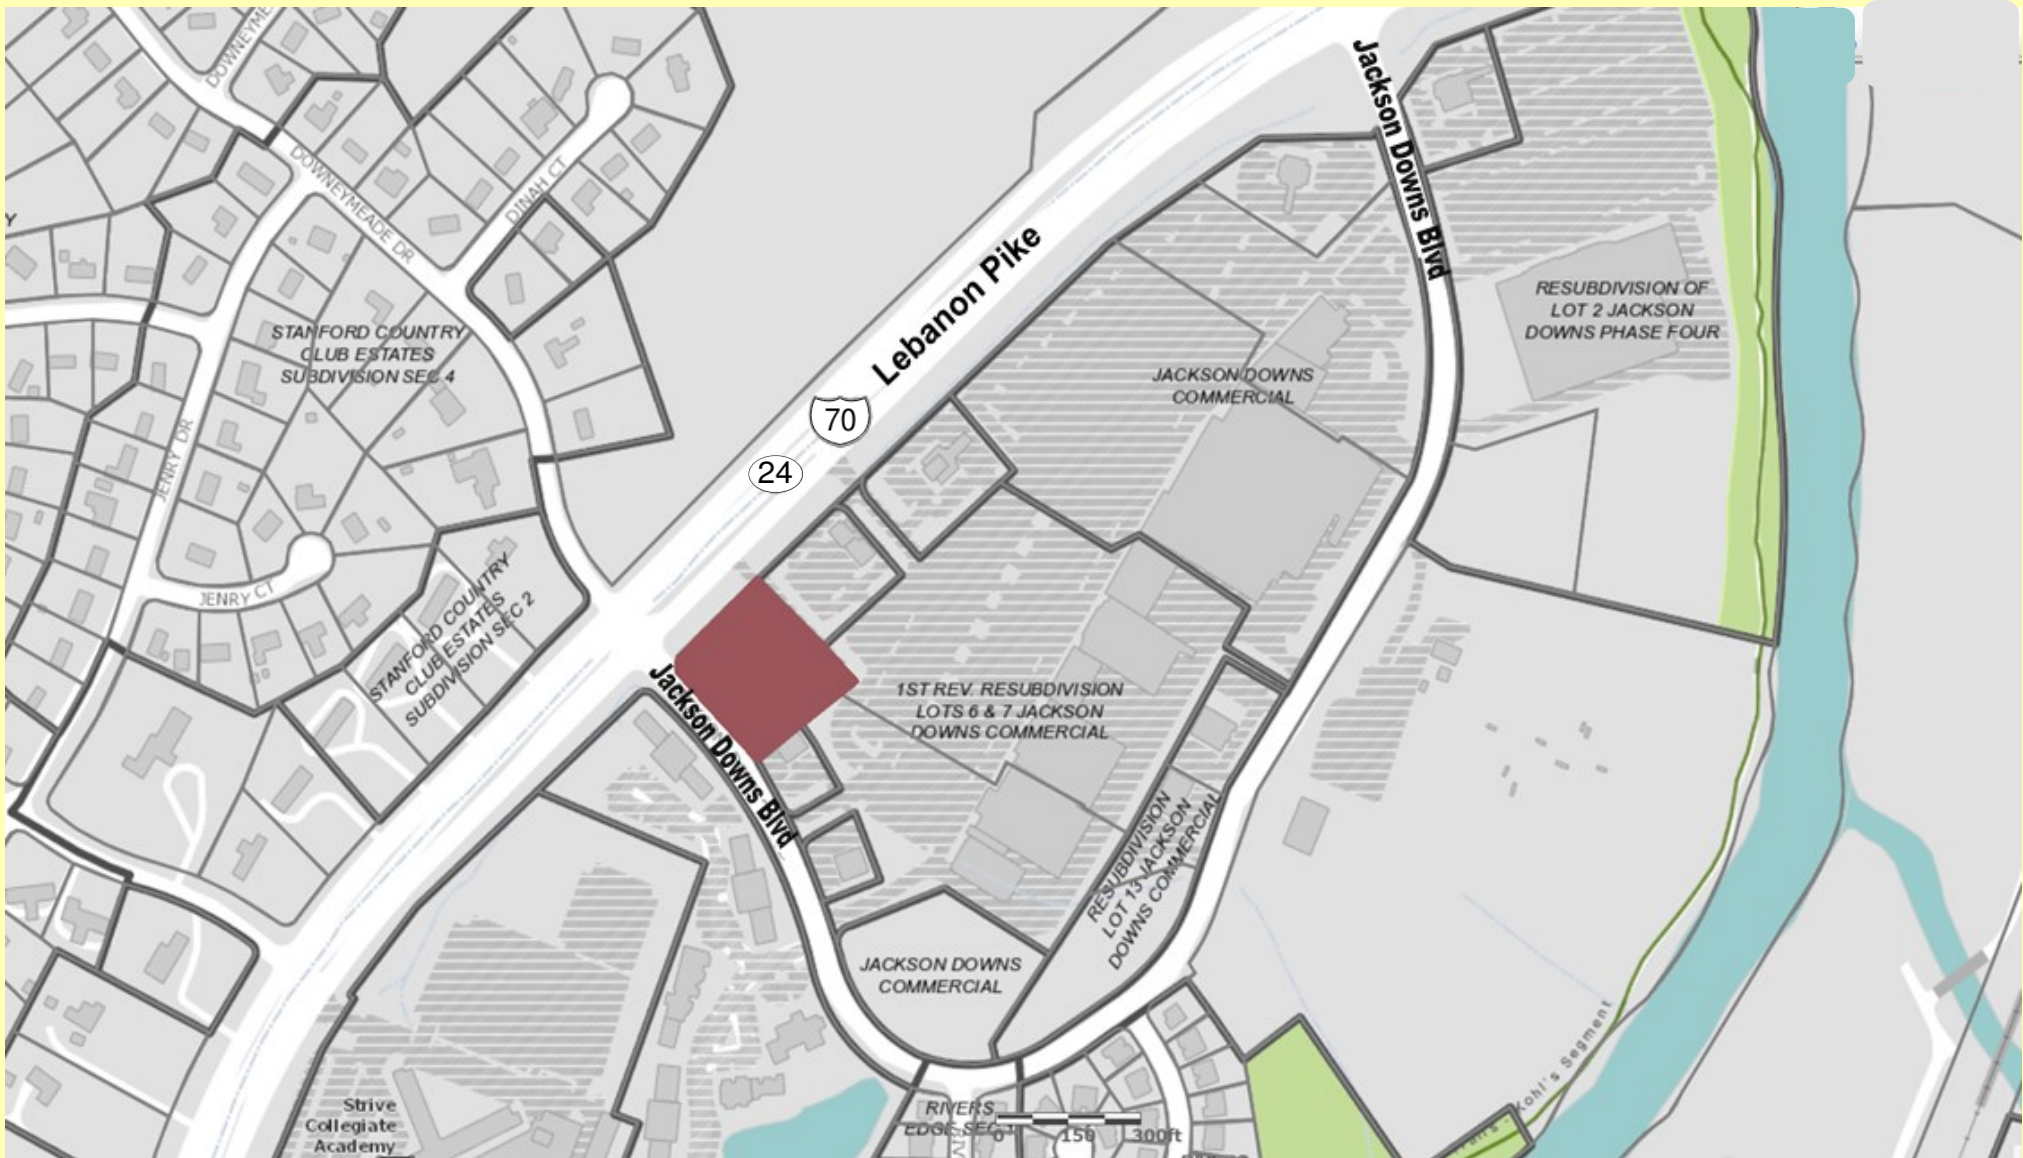 DOWNEYME
Jackson Downs Blvd
DOWNEYMEADE DR
DINAH CT
Y
Lebanon Pike
RESUBDIVISION OF
LOT 2 JACKSON
DOWNS PHASE FOUR
STANFORD COUNTRY
CLUB ESTATES
SUBDIVISION SEC 4
JACKSON DOWNS
COMMERCIAL
70
24
JENRY DR
JENRY CT
STANFORD COUNTRY
CLUB ESTATES
SUBDIVISION SEC 2
Jackson Downs Blvd
1ST REV. RESUBDIVISION
LOTS 6 & 7 JACKSON
DOWNS COMMERCIAL
RESUBDIVISION
LOT 13 JACKSON
DOWNS COMMERCIAL
JACKSON DOWNS
COMMERCIAL
Kohl's Segment
Strive
Collegiate
Academy
RIVERS
EDGE SEC 1
0 150 300ft